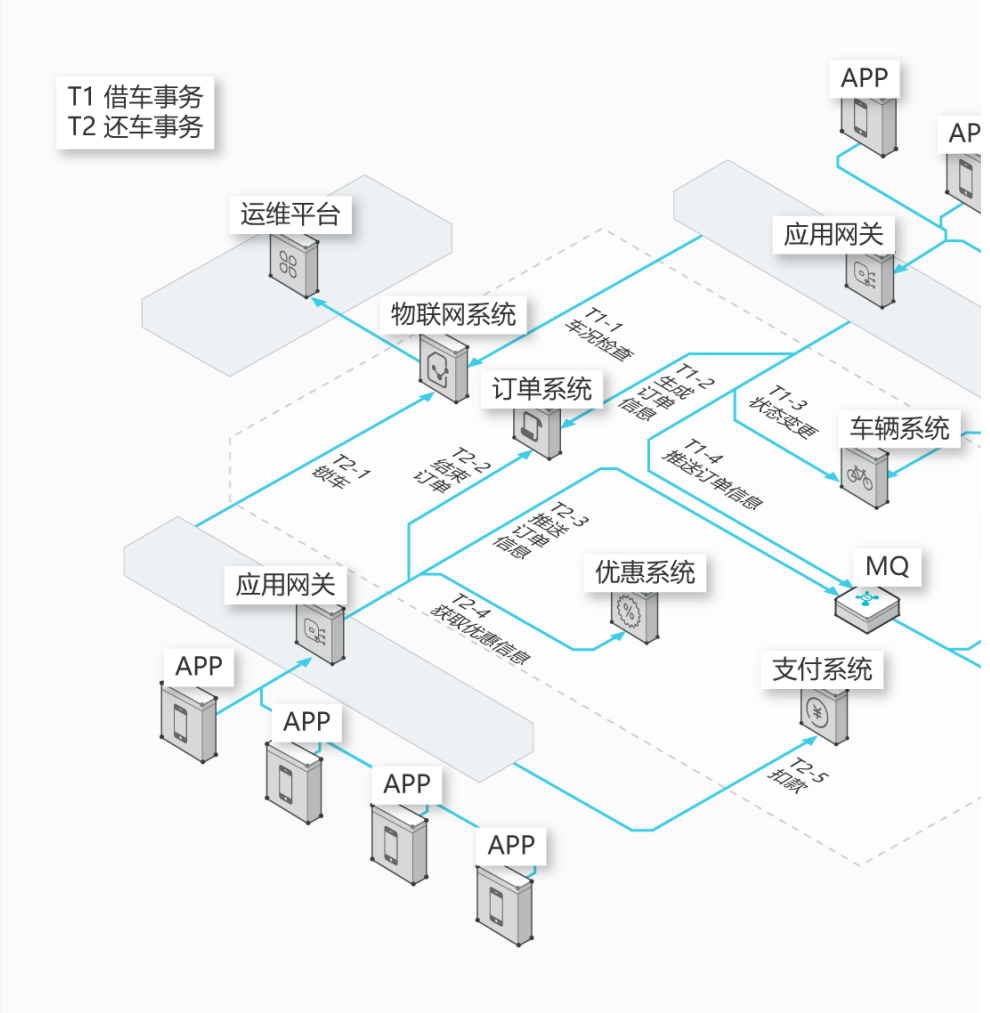 T1 借车事务
T2 还车事务
APP
AP
运维平台
应用网关
物联网系统
T1-1
车况检查
订单系统
T1-2
生成
订单
信息
T1-3
状态变更
车辆系统
T1-4
推送订单信息
T2-1
锁车
T2-2
结束
订单
T2-3
推送
订单
信息
优惠系统
MQ
应用网关
T2-4
获取优惠信息
APP
支付系统
APP
T2-5
扣款
APP
APP